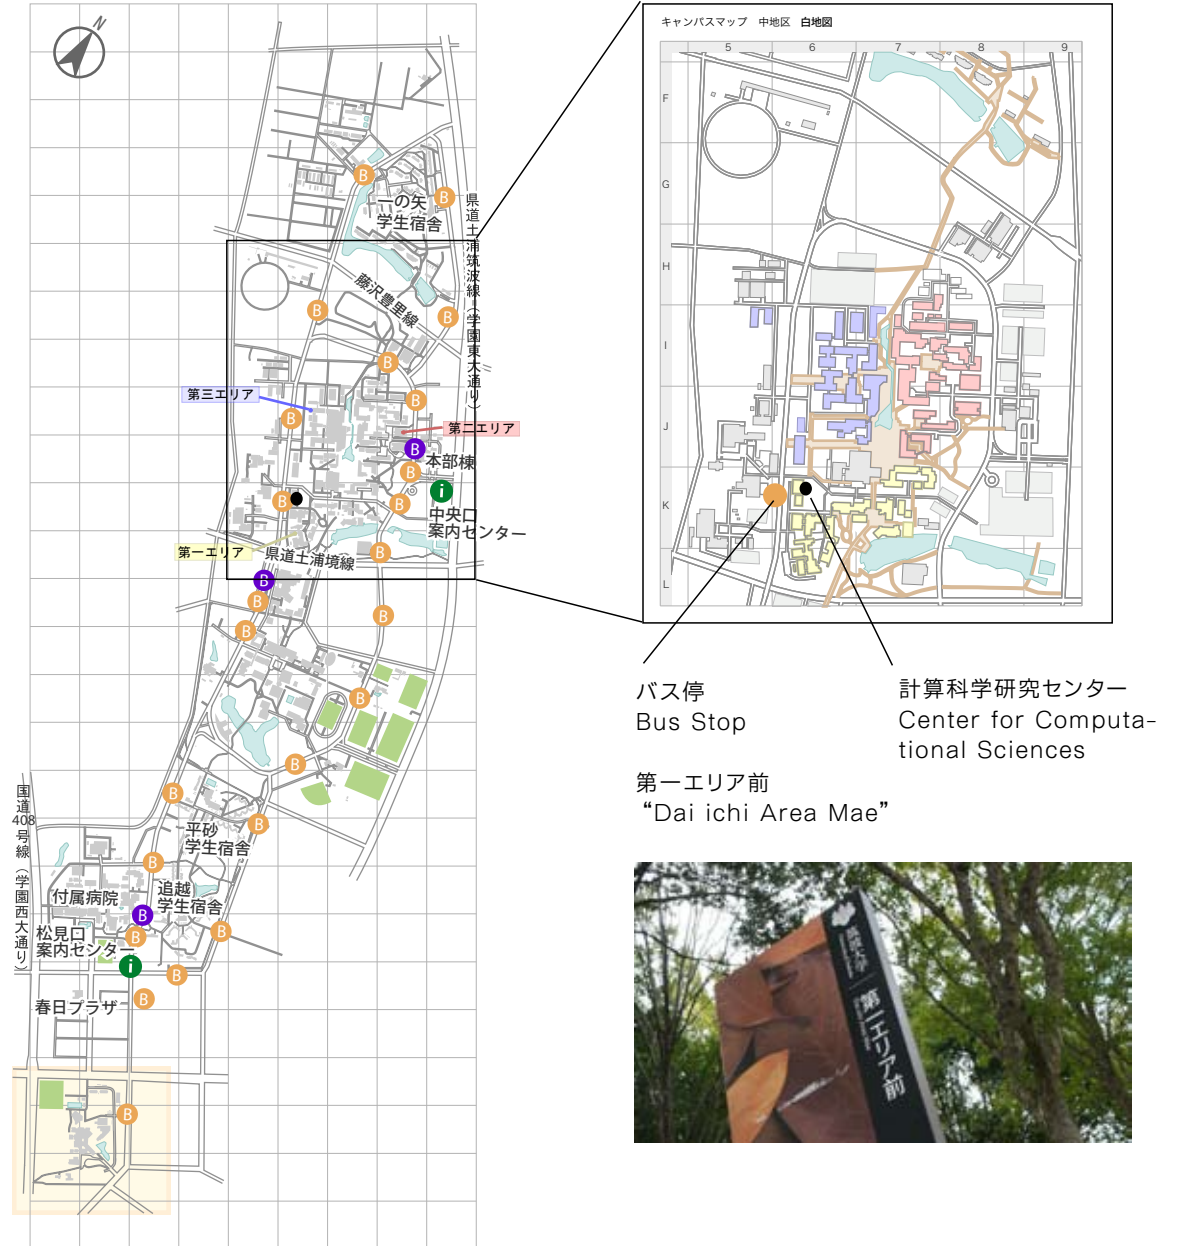 N
キャンパスマップ 中地区 白地図
5 6 7 8 9
F
G
H
I
J
K
L
B
B
一の矢
学生宿舎
県道土浦筑波線（学園東大通り）
藤沢豊里線
B
B
B
B
第三エリア
B
第二エリア
B
本部棟
B
i
B
B
中央口
案内センター
第一エリア
県道土浦境線
B
B
B
B
B
B
B
国道
408
号線（学園西大通り）
B
B
平砂
学生宿舎
B
付属病院
追越
学生宿舎
B
松見口
案内センター
B
B
i
B
春日プラザ
B
B
バス停
Bus Stop
第一エリア前
“Dai ichi Area Mae”
計算科学研究センター
Center for Computa-
tional Sciences
筑波大学
第一エリア前